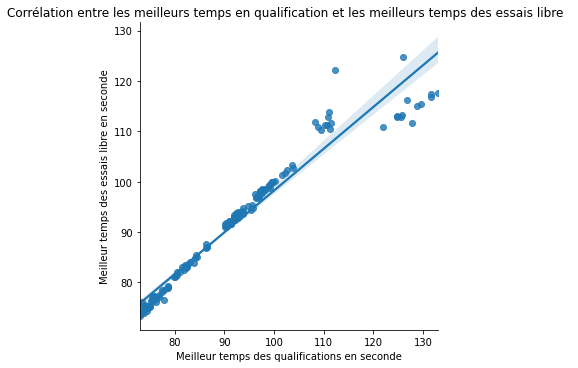 Corrélation entre les meilleurs temps en qualification et les meilleurs temps des essais libre
130
120
110
100
90
80
Meilleur temps des essais libre en seconde
80 90 100 110 120 130
Meilleur temps des qualifications en seconde